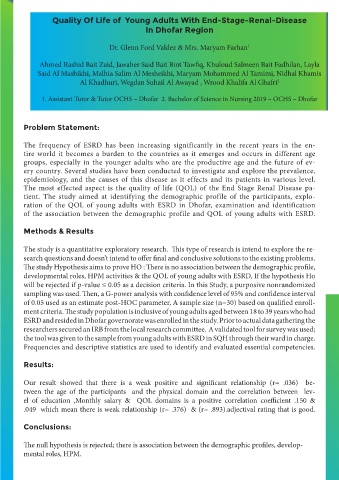 Quality Of Life of Young Adults With End-Stage-Renal-Disease
In Dhofar Region
Dr. Glenn Ford Valdez & Mrs. Maryam Farhan¹
Ahmed Rashid Bait Zaid, Jawaher Said Bait Bint Tawfiq, Khuloud Salmeen Bait Fadhilan, Layla
Said Al Mashikhi, Malhia Salim Al Mesheikhi, Maryam Mohammed Al Tamimi, Nidhal Khamis
Al Khadhuri, Wegdan Suhail Al Awayad , Wrood Khalifa Al Ghafri²
1. Assistant Tutor & Tutor OCHS – Dhofar 2. Bachelor of Science in Nursing 2019 – OCHS – Dhofar
Problem Statement:
The frequency of ESRD has been increasing significantly in the recent years in the en-
tire world it becomes a burden to the countries as it emerges and occurs in different age
groups, especially in the younger adults who are the productive age and the future of ev-
ery country. Several studies have been conducted to investigate and explore the prevalence,
epidemiology, and the causes of this disease as it effects and its patients in various level.
The most effected aspect is the quality of life (QOL) of the End Stage Renal Disease pa-
tient. The study aimed at identifying the demographic profile of the participants, explo-
ration of the QOL of young adults with ESRD in Dhofar, examination and identification
of the association between the demographic profile and QOL of young adults with ESRD.
Methods & Results
The study is a quantitative exploratory research. This type of research is intend to explore the re-
search questions and doesn't intend to offer final and conclusive solutions to the existing problems.
The study Hypothesis aims to prove HO : There is no association between the demographic profile,
developmental roles, HPM activities & the QOL of young adults with ESRD. If the hypothesis Ho
will be rejected if p-value ≤ 0.05 as a decision criteria. In this Study, a purposive nonrandomized
sampling was used. Then, a G-power analysis with confidence level of 95% and confidence interval
of 0.05 used as an estimate post-HOC parameter, A sample size (n=30) based on qualified enroll-
ment criteria. The study population is inclusive of young adults aged between 18 to 39 years who had
ESRD and resided in Dhofar governorate was enrolled in the study. Prior to actual data gathering the
researchers secured an IRB from the local research committee. A validated tool for survey was used;
the tool was given to the sample from young adults with ESRD in SQH through their ward in charge.
Frequencies and descriptive statistics are used to identify and evaluated essential competencies.
Results:
Our result showed that there is a weak positive and significant relationship (r= .036) be-
tween the age of the participants and the physical domain and the correlation between lev-
el of education ,Monthly salary & QOL domains is a positive correlation coefficient .150 &
.049 which mean there is weak relationship (r= .376) & (r= .893).adjectival rating that is good.
Conclusions:
The null hypothesis is rejected; there is association between the demographic profiles, develop-
mental roles, HPM.